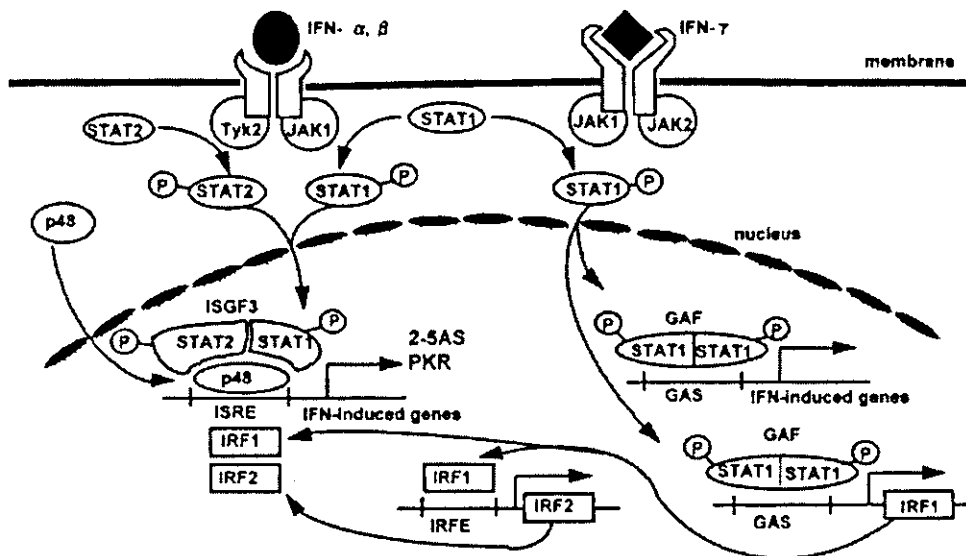 IFN- α, β
IFN-γ
membrane
Tyk2
JAK1
JAK1
JAK2
STAT2
STAT1
P
STAT2
STAT1
P
STAT1
P
p48
nucleus
ISGF3
P
STAT2
STAT1
P
p48
2-5AS
PKR
ISRE
IFN-induced genes
GAF
P
STAT1
STAT1
P
GAS
IFN-induced genes
IRF1
IRF2
IRF1
IRFE
IRF2
GAF
P
STAT1
STAT1
P
GAS
IRF1